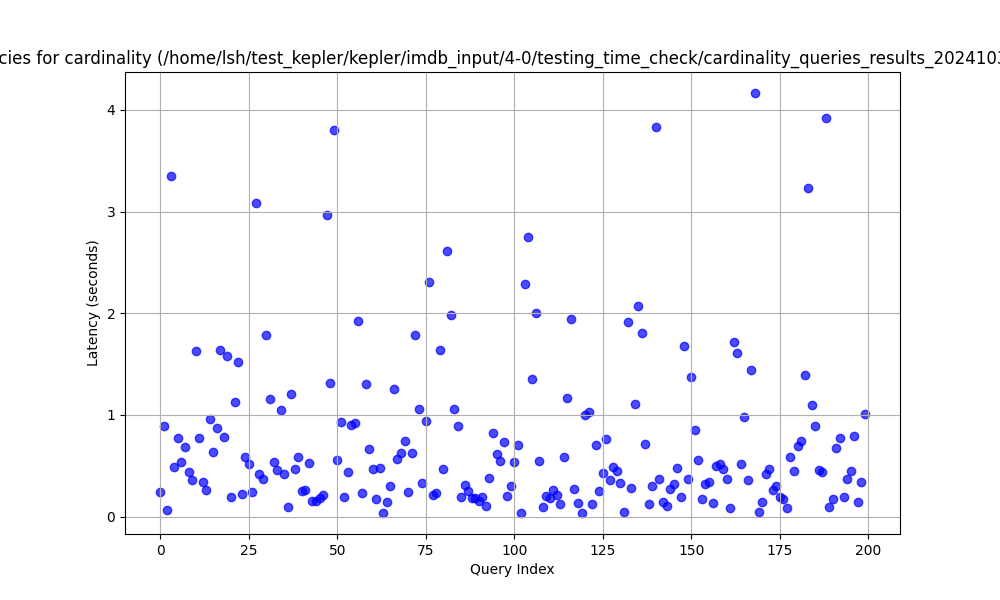 cies for cardinality (/home/lsh/test_kepler/kepler/imdb_input/4-0/testing_time_check/cardinality_queries_results_2024103
4
3
2
1
0
Latency (seconds)
0 25 50 75 100 125 150 175 200
Query Index